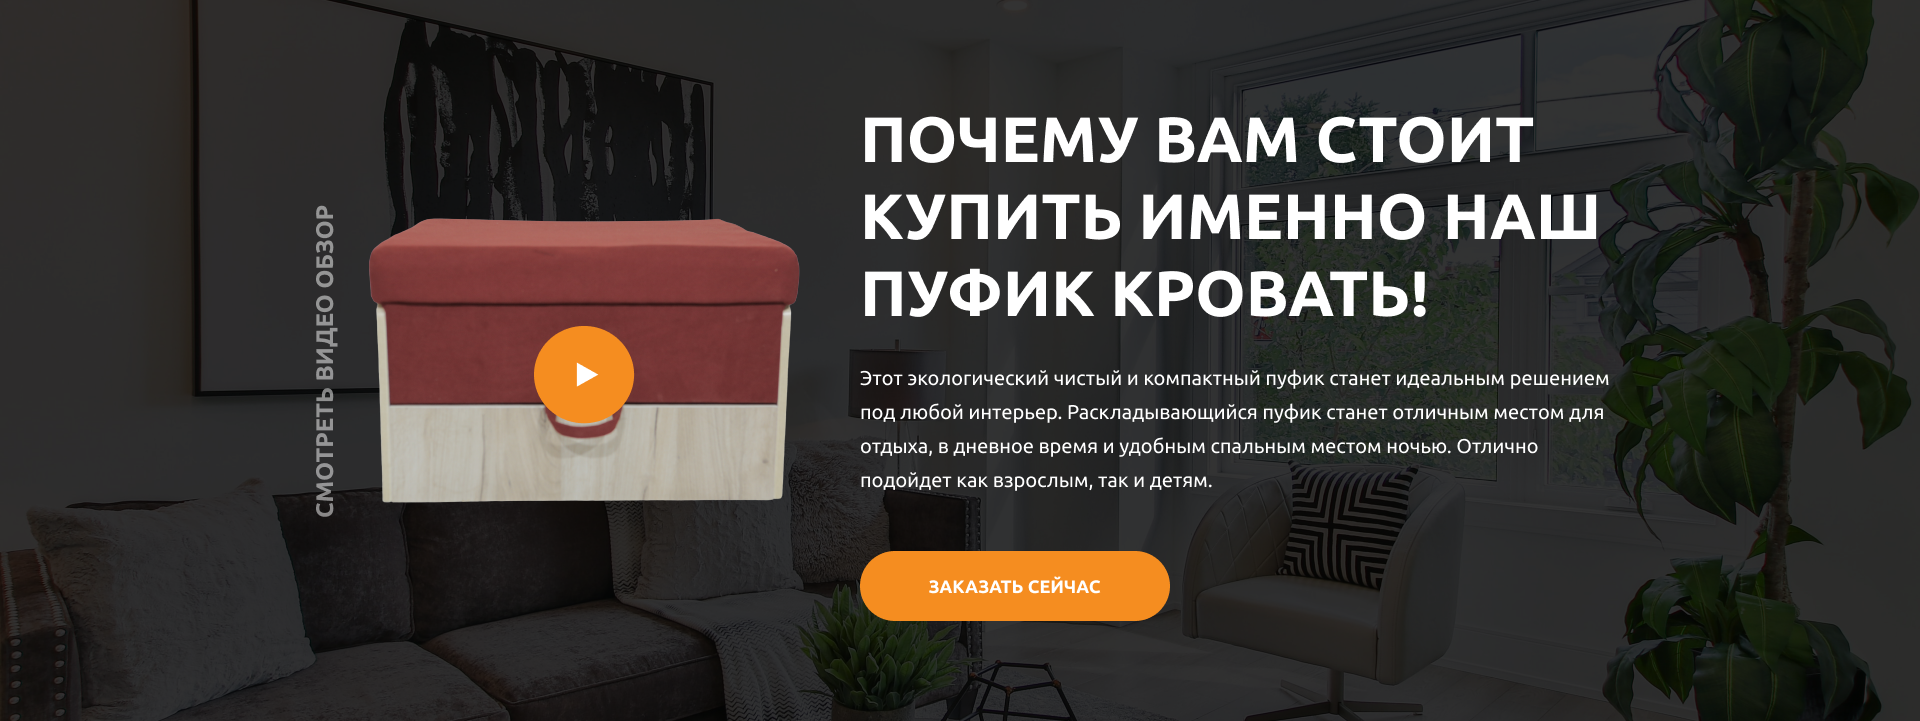 СМОТРЕТЬ ВИДЕО ОБЗОР
ПОЧЕМУ ВАМ СТОИТ
КУПИТЬ ИМЕННО НАШ
ПУФИК КРОВАТЬ!
Этот экологический чистый и компактный пуфик станет идеальным решением
под любой интерьер. Раскладывающийся пуфик станет отличным местом для
отдыха, в дневное время и удобным спальным местом ночью. Отлично
подойдет как взрослым, так и детям.
ЗАКАЗАТЬ СЕЙЧАС